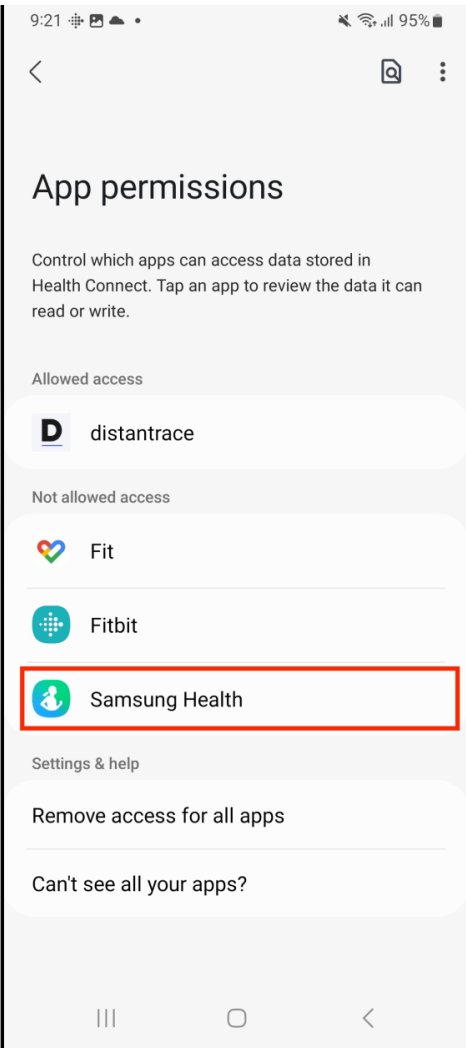 9:21
95%
App permissions
Control which apps can access data stored in
Health Connect. Tap an app to review the data it can
read or write.
Allowed access
D distantrace
Not allowed access
Fit
Fitbit
Samsung Health
Settings & help
Remove access for all apps
Can't see all your apps?